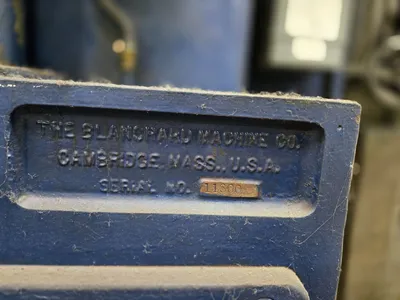 THE BLANCHARD MACHINE CO.
CAMBRIDGE, MASS. U.S.A.
SERIAL NO.